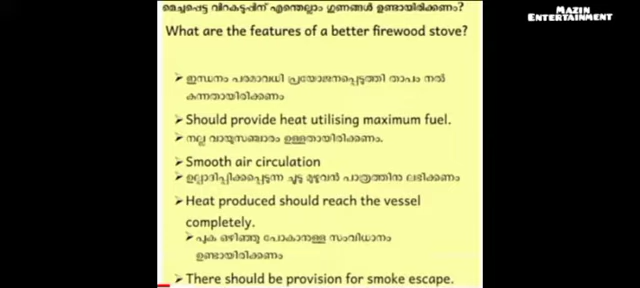 മെച്ചപ്പെട്ട വിറകടുപ്പിന് എന്തെല്ലാം ഗുണങ്ങൾ ഉണ്ടായിരിക്കണം?
MAZIN
ENTERTAINMENT
What are the features of a better firewood stove?
➤ ഇന്ധനം പരമാവധി പ്രയോജനപ്പെടുത്തി താപം നൽ
കുന്നതായിരിക്കണം
➤ Should provide heat utilising maximum fuel.
➤ നല്ല വായുസഞ്ചാരം ഉള്ളതായിരിക്കണം.
➤ Smooth air circulation
➤ ഉല്പാദിപ്പിക്കപ്പെടുന്ന ചൂടു മുഴുവൻ പാത്രത്തിനു ലഭിക്കണം
➤ Heat produced should reach the vessel
completely.
➤ പുക ഒഴിഞ്ഞു പോകാനുള്ള സംവിധാനം
ഉണ്ടായിരിക്കണം
➤ There should be provision for smoke escape.